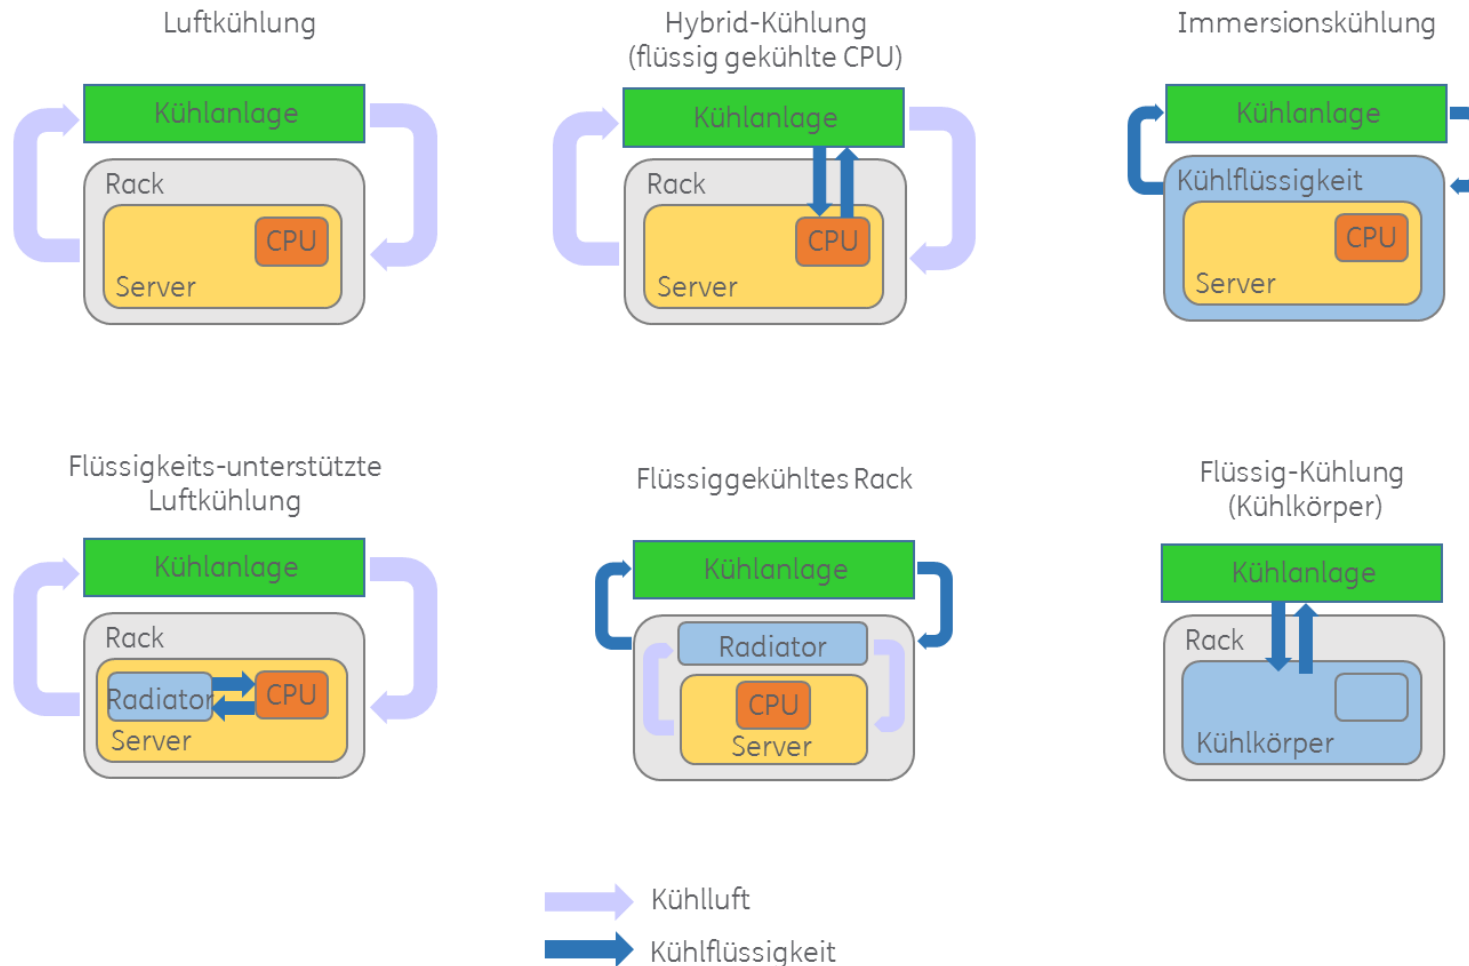 Luftkühlung
Kühlanlage
Rack
CPU
Server
Hybrid-Kühlung
(flüssig gekühlte CPU)
Kühlanlage
Rack
CPU
Server
Immersionskühlung
Kühlanlage
Kühlflüssigkeit
CPU
Server
Flüssigkeits-unterstützte
Luftkühlung
Kühlanlage
Rack
Radiator
CPU
Server
Flüssiggekühltes Rack
Kühlanlage
Radiator
CPU
Server
Flüssig-Kühlung
(Kühlkörper)
Kühlanlage
Rack
Kühlkörper
Kühlluft
Kühlflüssigkeit